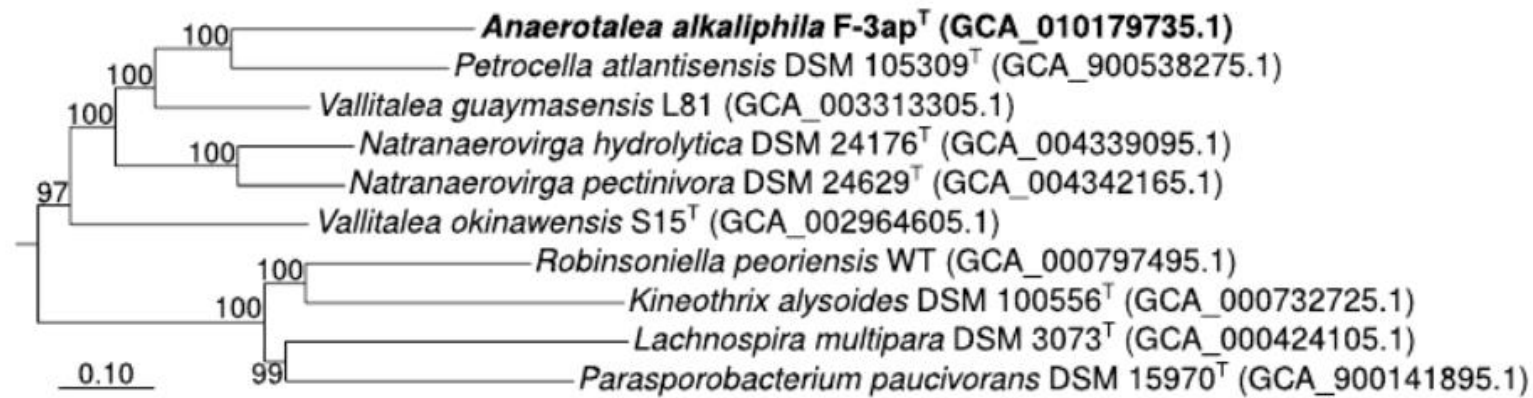 100
Anaerotalea alkaliphila F-3apᵀ (GCA_010179735.1)
Petrocella atlantisensis DSM 105309ᵀ (GCA_900538275.1)
100
Vallitalea guaymasensis L81 (GCA_003313305.1)
100
100
Natranaerovirga hydrolytica DSM 24176ᵀ (GCA_004339095.1)
Natranaerovirga pectinivora DSM 24629ᵀ (GCA_004342165.1)
97
Vallitalea okinawensis S15ᵀ (GCA_002964605.1)
100
Robinsoniella peoriensis WT (GCA_000797495.1)
Kineothrix alysoides DSM 100556ᵀ (GCA_000732725.1)
100
Lachnospira multipara DSM 3073ᵀ (GCA_000424105.1)
99
Parasporobacterium paucivorans DSM 15970ᵀ (GCA_900141895.1)
0.10